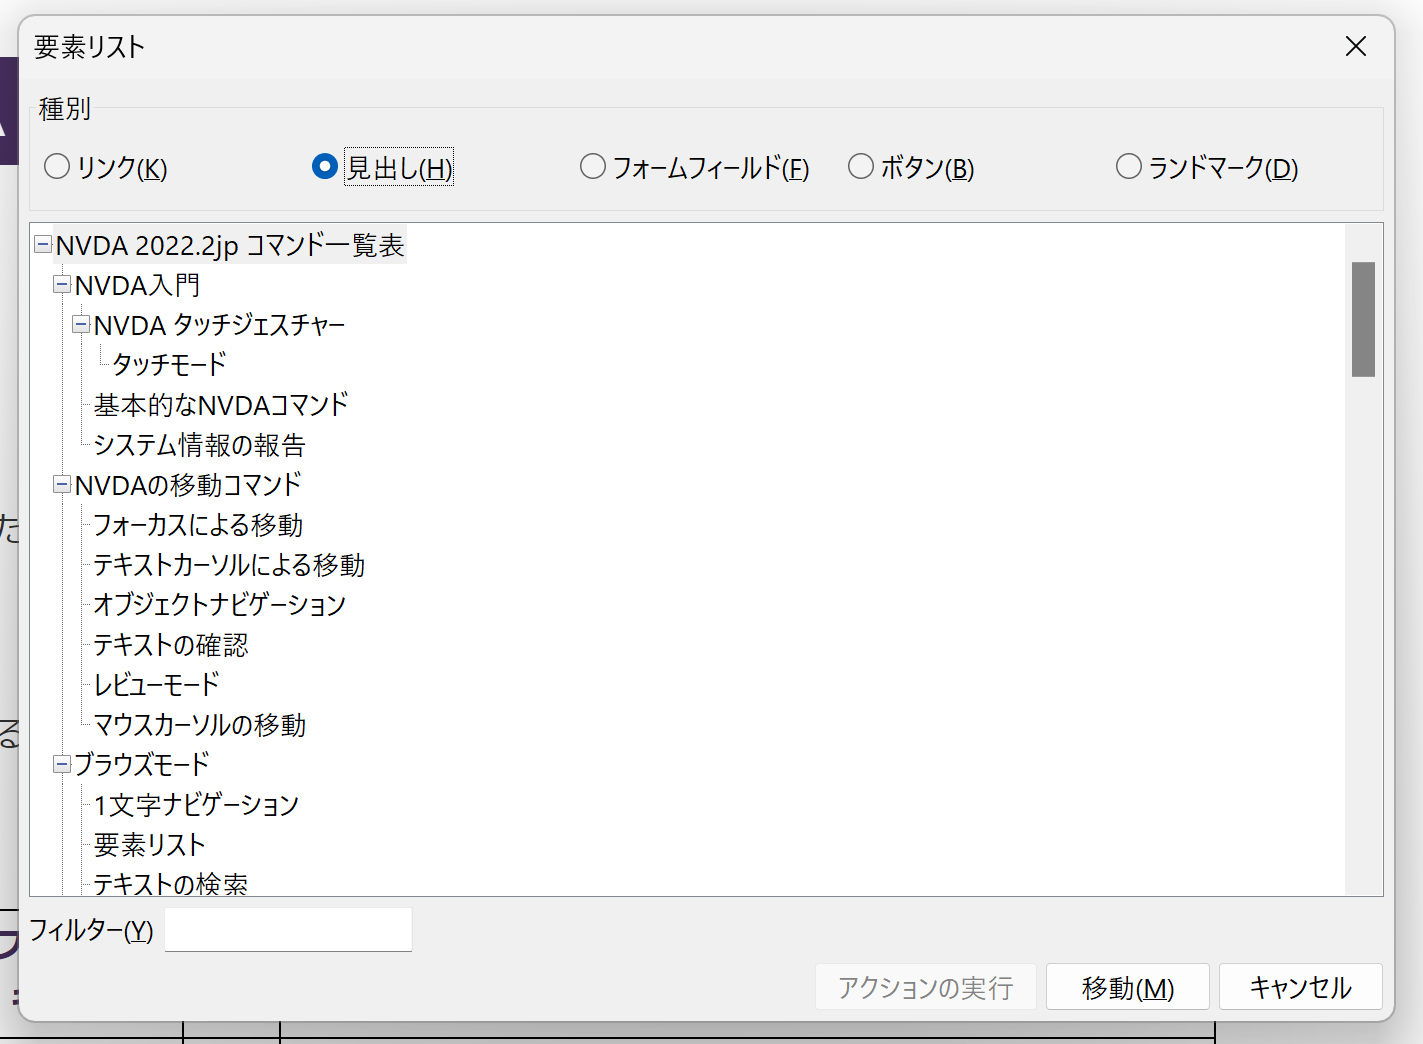 要素リスト
種別
リンク(K)
見出し(H)
フォームフィールド(F)
ボタン(B)
ランドマーク(D)
NVDA 2022.2jp コマンド一覧表
NVDA入門
NVDA タッチジェスチャー
タッチモード
基本的なNVDAコマンド
システム情報の報告
NVDAの移動コマンド
フォーカスによる移動
テキストカーソルによる移動
オブジェクトナビゲーション
テキストの確認
レビューモード
マウスカーソルの移動
ブラウズモード
1文字ナビゲーション
要素リスト
テキストの検索
た
る
フィルター(Y)
アクションの実行
移動(M)
キャンセル